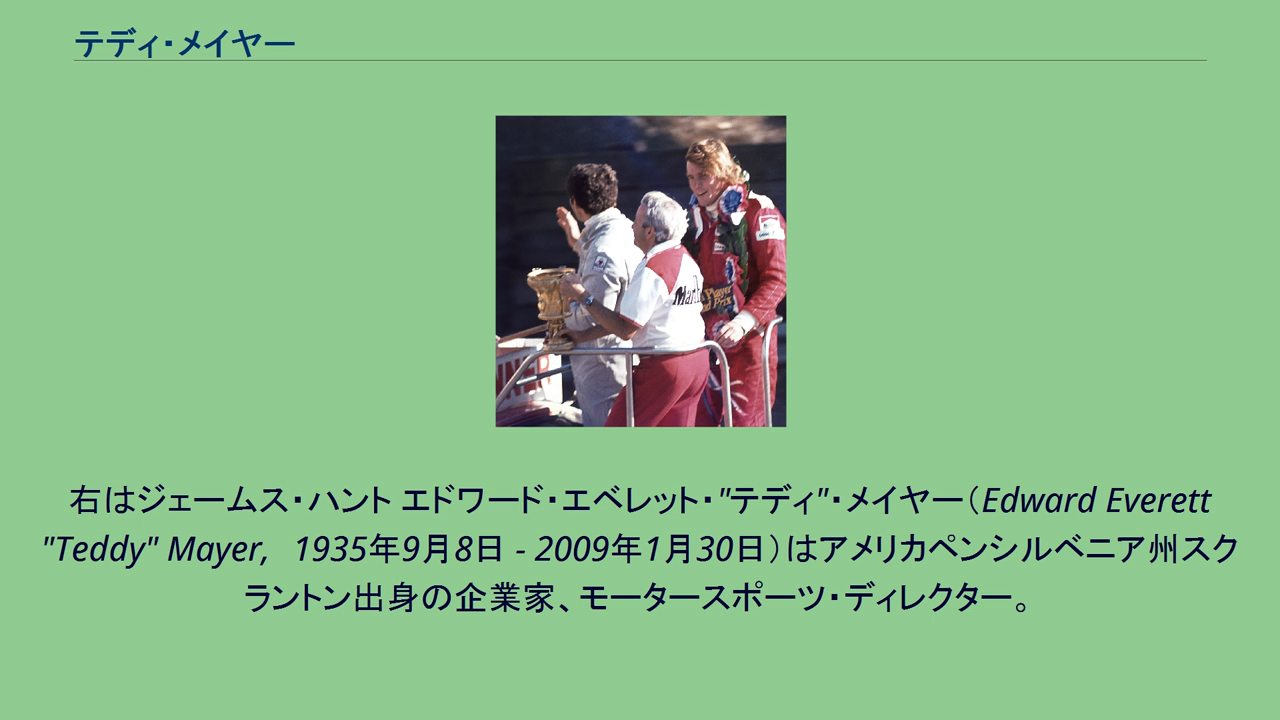 テディ・メイヤー
右はジェームス・ハント エドワード・エベレット・"テディ"・メイヤー（Edward Everett
"Teddy" Mayer, 1935年9月8日 - 2009年1月30日）はアメリカペンシルベニア州スク
ラントン出身の企業家、モータースポーツ・ディレクター。